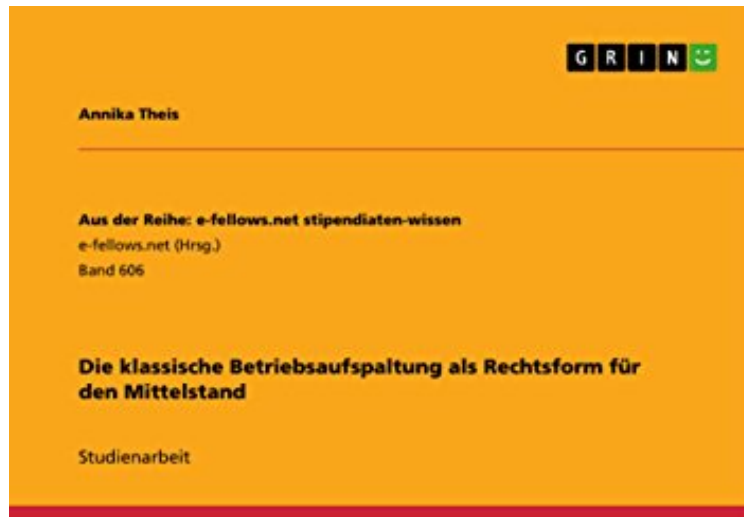 GRIN
Annika Theis
Aus der Reihe: e-fellows.net stipendiaten-wissen
e-fellows.net (Hrsg.)
Band 606
Die klassische Betriebsaufspaltung als Rechtsform für
den Mittelstand
Studienarbeit